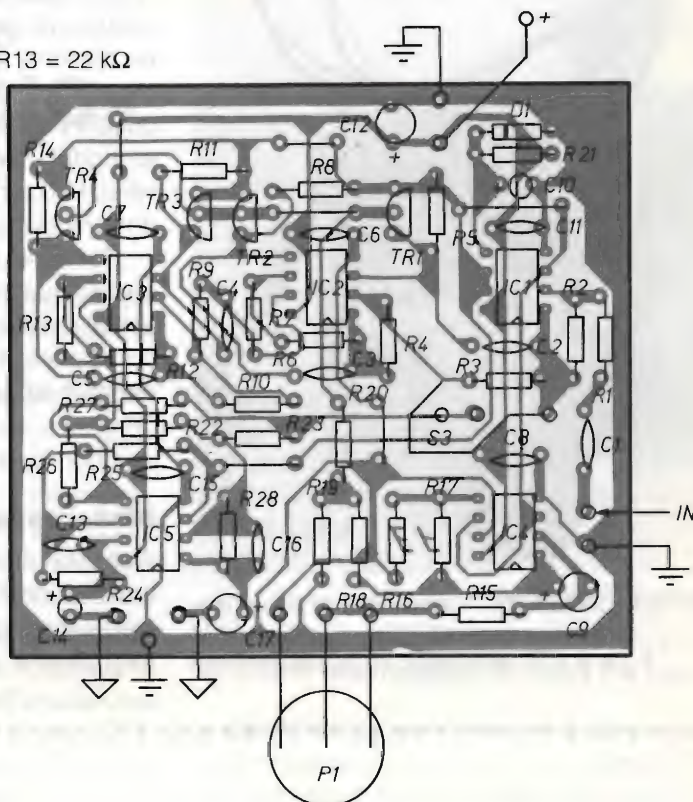 +
R13 = 22 kΩ
C12 + D1
R14 TR4 R11 R8 R21
TR3 C10
C7 TR2 C6 TR1 R5 C11
IC3 R9 C4 IC2 IC1
R13 R7 R4 R2
R6 C3 R3 C2
C5 R12 R10 R20 R1
R27 R22 R23 S3 C1
R26 R25 C15 C8
R28 R19 R17 IN
C13 IC5 C16 IC4
+ R24 + R18 R16 R15 +
C14 C17 C9
P1